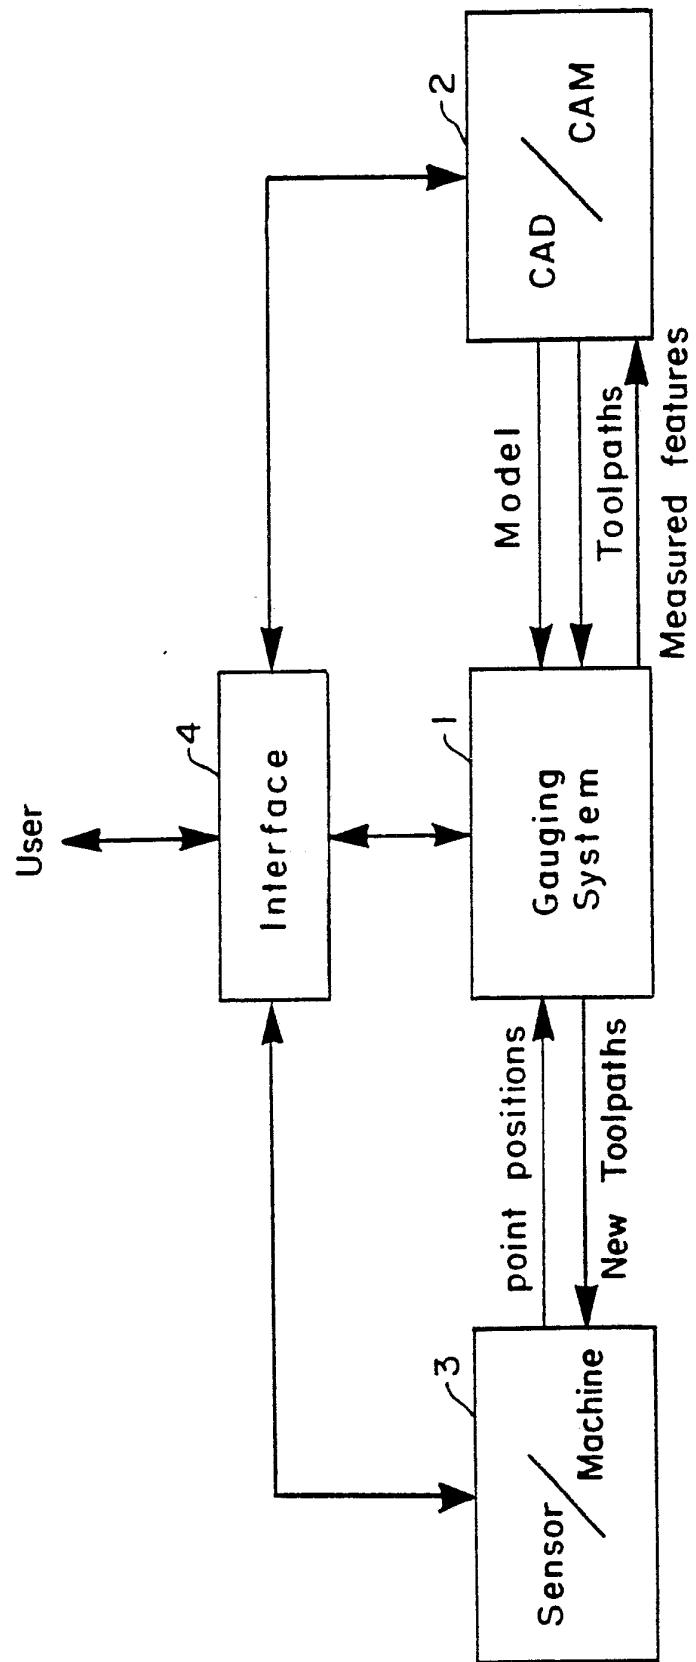 User
4
Interface
3
Sensor
/
Machine
point positions
New Toolpaths
1
Gauging
System
Model
Toolpaths
Measured features
2
CAD
/
CAM